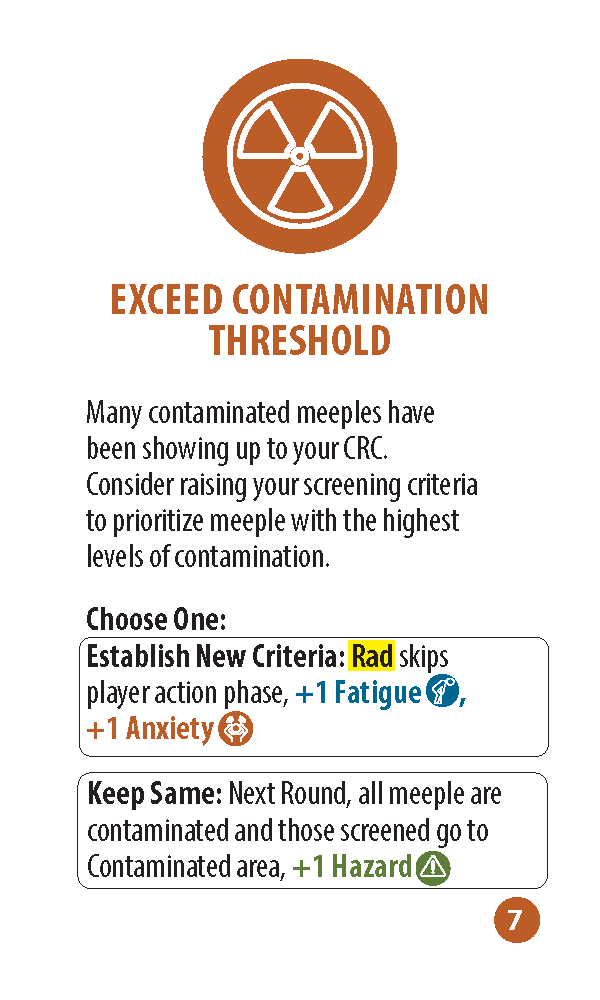 EXCEED CONTAMINATION
THRESHOLD
Many contaminated meeples have
been showing up to your CRC.
Consider raising your screening criteria
to prioritize meeple with the highest
levels of contamination.
Choose One:
Establish New Criteria: Rad skips
player action phase, +1 Fatigue ,
+1 Anxiety
Keep Same: Next Round, all meeple are
contaminated and those screened go to
Contaminated area, +1 Hazard
7